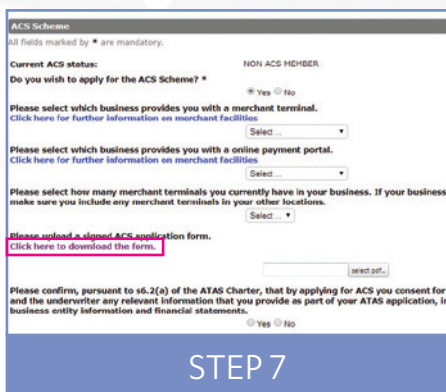 ACS Scheme
All fields marked by * are mandatory.
Current ACS status: NON ACS MEMBER
Do you wish to apply for the ACS Scheme? *
Yes No
Please select which business provides you with a merchant terminal.
Click here for further information on merchant facilities
Select ...
Please select which business provides you with a online payment portal.
Click here for further information on merchant facilities
Select ...
Please select how many merchant terminals you currently have in your business. If your business
make sure you include any merchant terminals in your other locations.
Select ...
Please upload a signed ACS application form.
Click here to download the form.
select pdf...
Please confirm, pursuant to s6.2(a) of the ATAS Charter, that by applying for ACS you consent for
and the underwriter any relevant information that you provide as part of your ATAS application, in
business entity information and financial statements.
Yes No
STEP 7